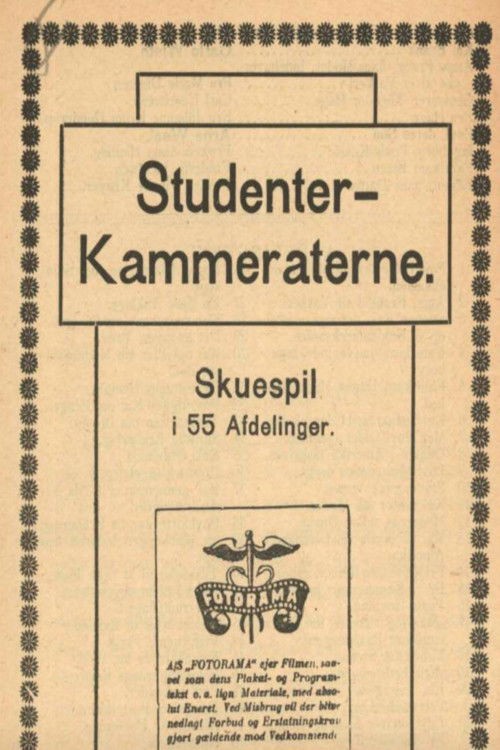 Studenter-
Kammeraterne.
Skuespil
i 55 Afdelinger.
FOTORAMA
A/S „FOTORAMA“ ejer Filmen, saa-
vel som dens Plakat- og Program-
tekst o. a. lign Materiale, med abso-
lut Eneret. Ved Misbrug vil der blive
nedlagt Forbud og Erstatningskrav
gjort gældende mod Vedkommende